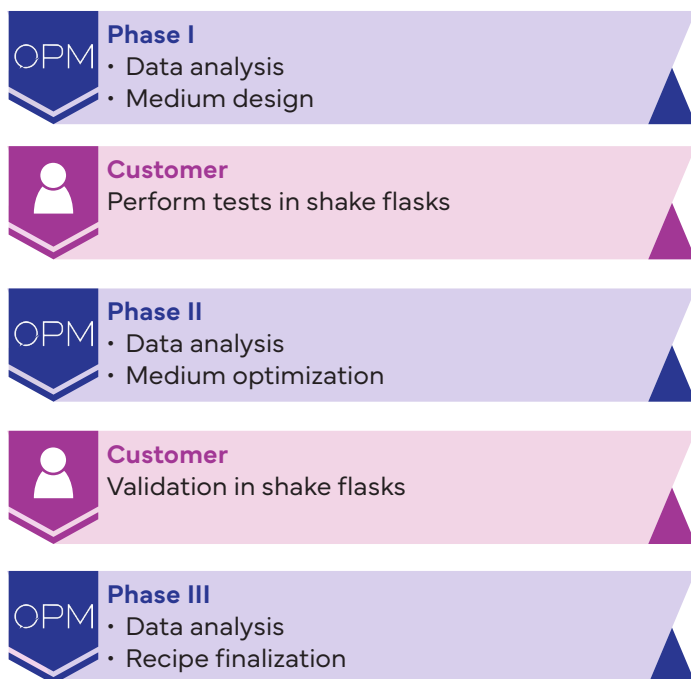 OPM
Phase I
• Data analysis
• Medium design
Customer
Perform tests in shake flasks
OPM
Phase II
• Data analysis
• Medium optimization
Customer
Validation in shake flasks
OPM
Phase III
• Data analysis
• Recipe finalization